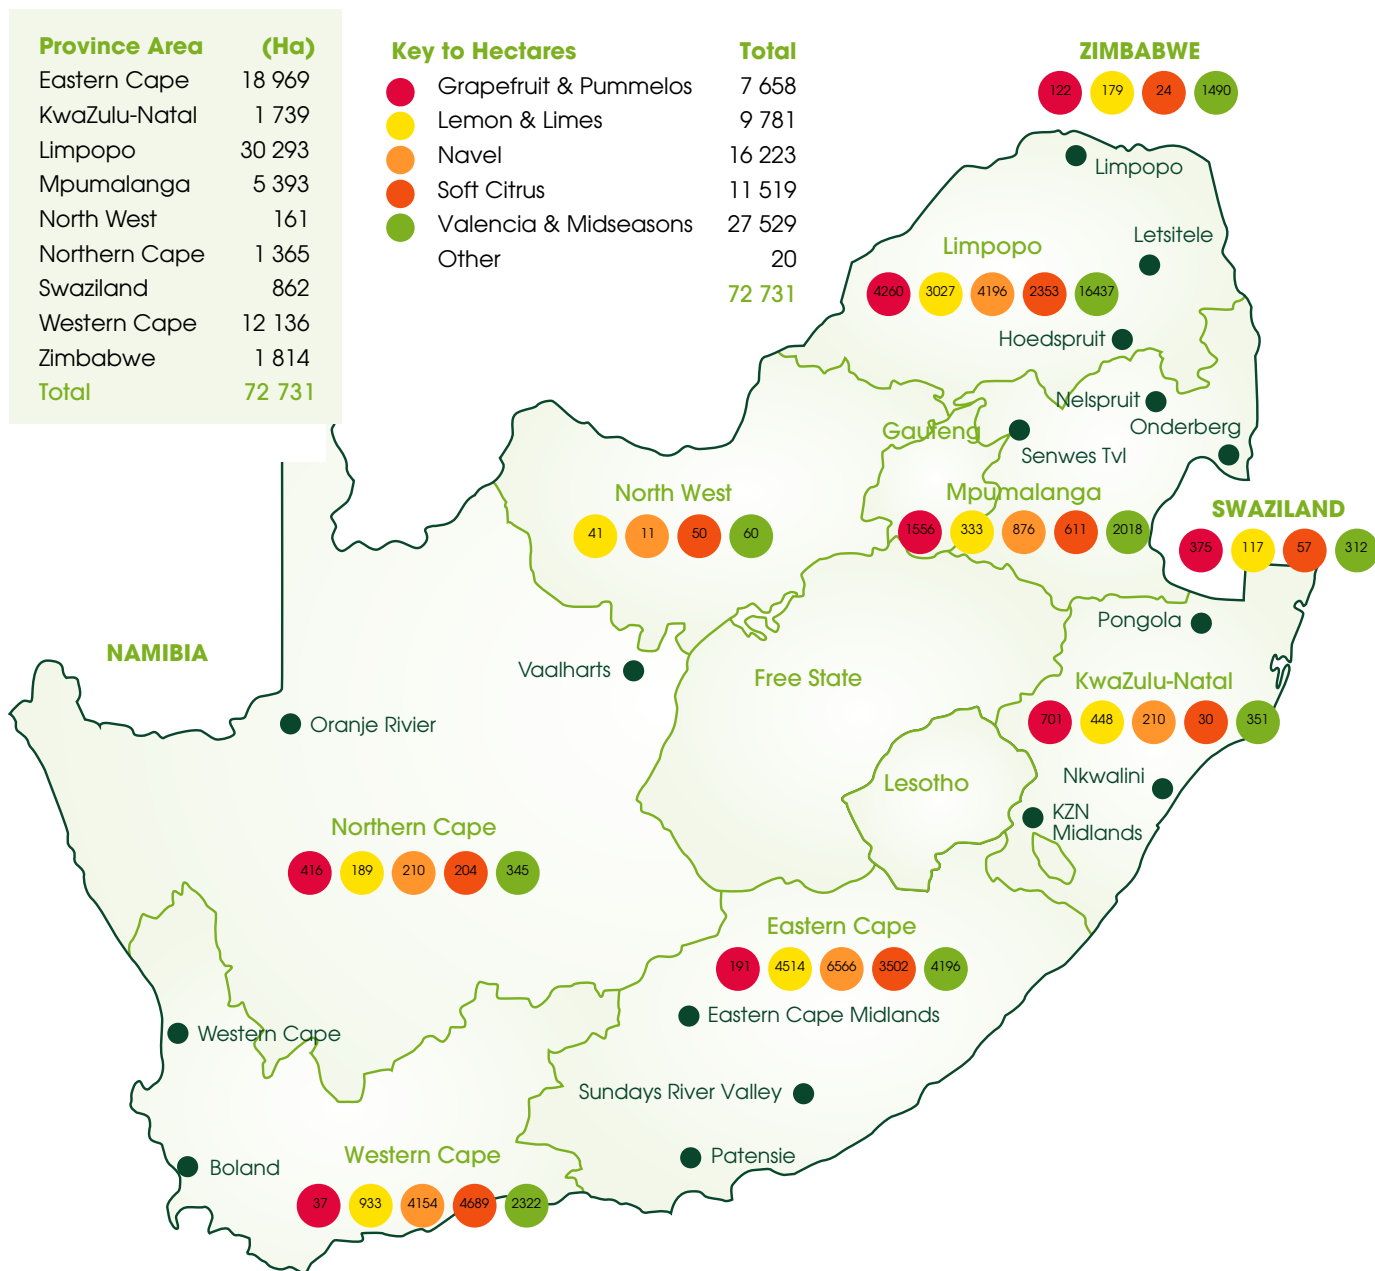 Province Area (Ha)
Eastern Cape 18 969
KwaZulu-Natal 1 739
Limpopo 30 293
Mpumalanga 5 393
North West 161
Northern Cape 1 365
Swaziland 862
Western Cape 12 136
Zimbabwe 1 814
Total 72 731
Key to Hectares Total
Grapefruit & Pummelos 7 658
Lemon & Limes 9 781
Navel 16 223
Soft Citrus 11 519
Valencia & Midseasons 27 529
Other 20
72 731
ZIMBABWE
122 179 24 1490
Limpopo
Letsitele
Limpopo
4260 3027 4196 2353 16437
Hoedspruit
Nelspruit
Onderberg
Gauteng
Senwes Tvl
North West
41 11 50 60
Mpumalanga
1556 333 876 611 2018
SWAZILAND
375 117 57 312
Pongola
NAMIBIA
Vaalharts
Free State
KwaZulu-Natal
701 448 210 30 351
Oranje Rivier
Nkwalini
Lesotho
KZN
Midlands
Northern Cape
416 189 210 204 345
Eastern Cape
191 4514 6566 3502 4196
Eastern Cape Midlands
Western Cape
Sundays River Valley
Patensie
Western Cape
Boland
37 933 4154 4689 2322